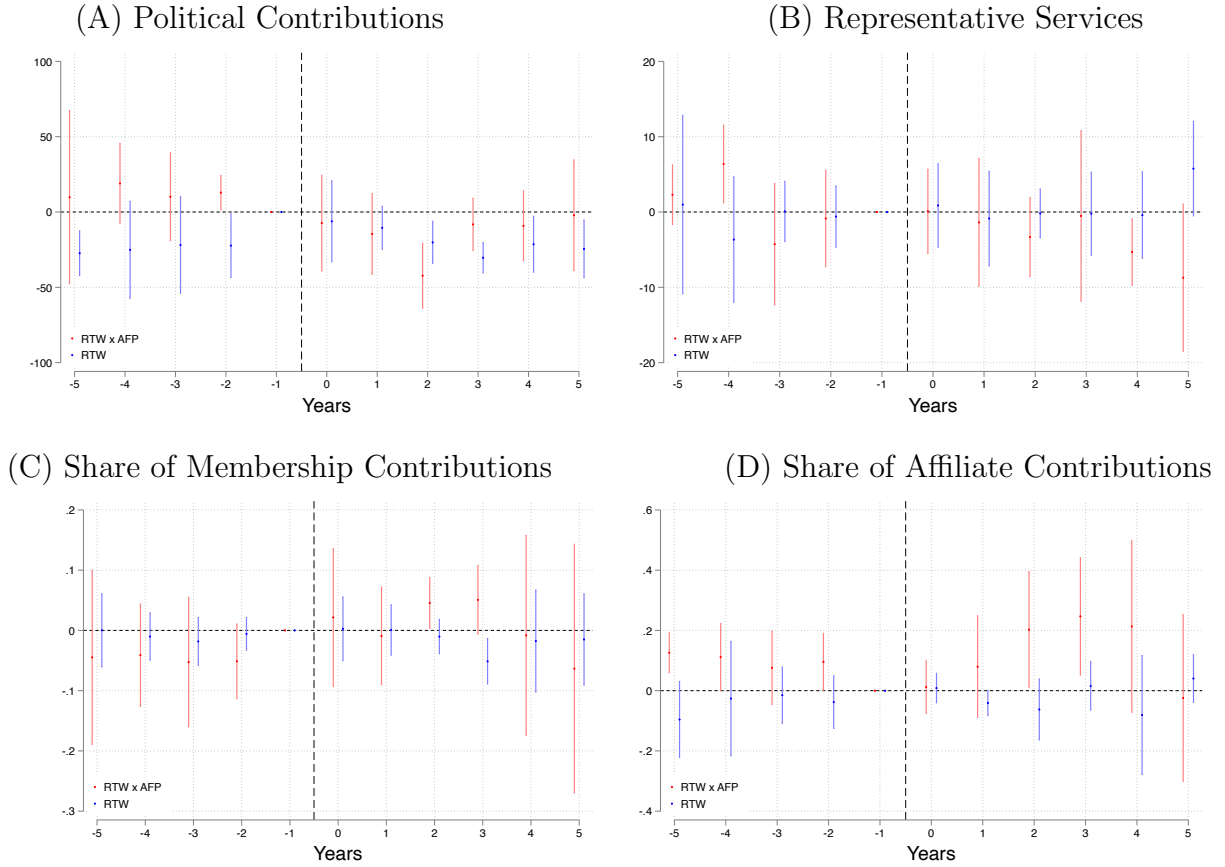 (A) Political Contributions
100
50
0
-50
-100
RTW x AFP
RTW
-5 -4 -3 -2 -1 0 1 2 3 4 5
Years
(B) Representative Services
20
10
0
-10
-20
RTW x AFP
RTW
-5 -4 -3 -2 -1 0 1 2 3 4 5
Years
(C) Share of Membership Contributions
.2
.1
0
-.1
-.2
-.3
RTW x AFP
RTW
-5 -4 -3 -2 -1 0 1 2 3 4 5
Years
(D) Share of Affiliate Contributions
.6
.4
.2
0
-.2
-.4
RTW x AFP
RTW
-5 -4 -3 -2 -1 0 1 2 3 4 5
Years